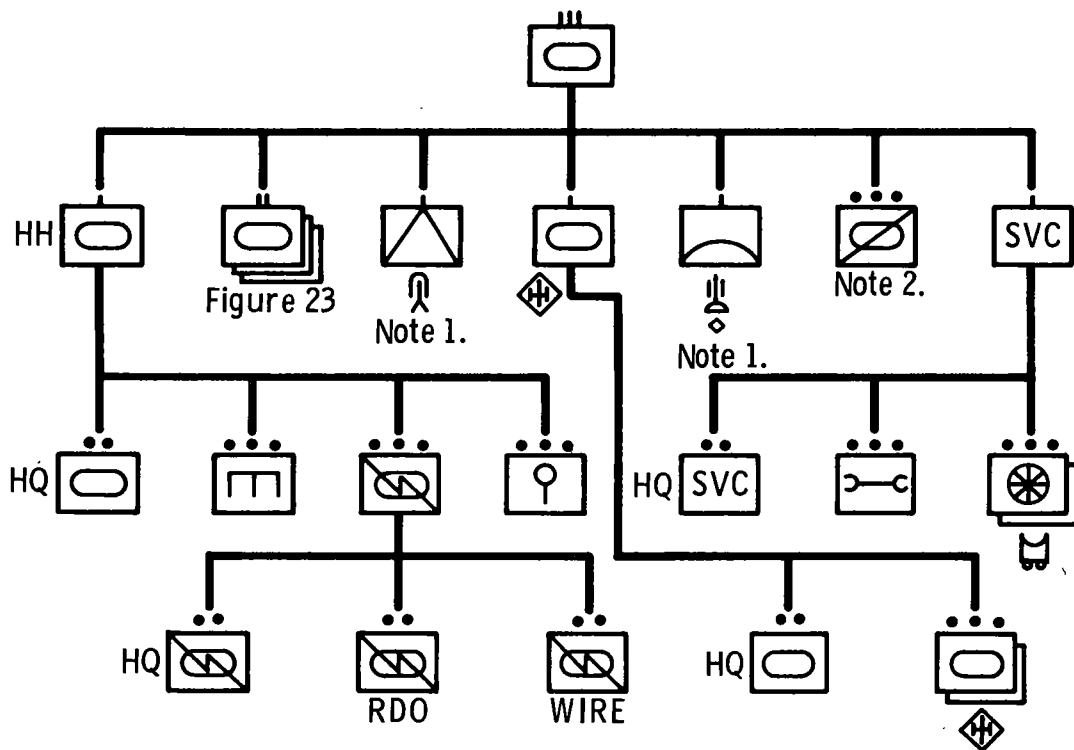 HH
SVC
Figure 23
Note 1.
Note 2.
Note 1.
HQ
HQ
SVC
HQ
RDO
WIRE
HQ